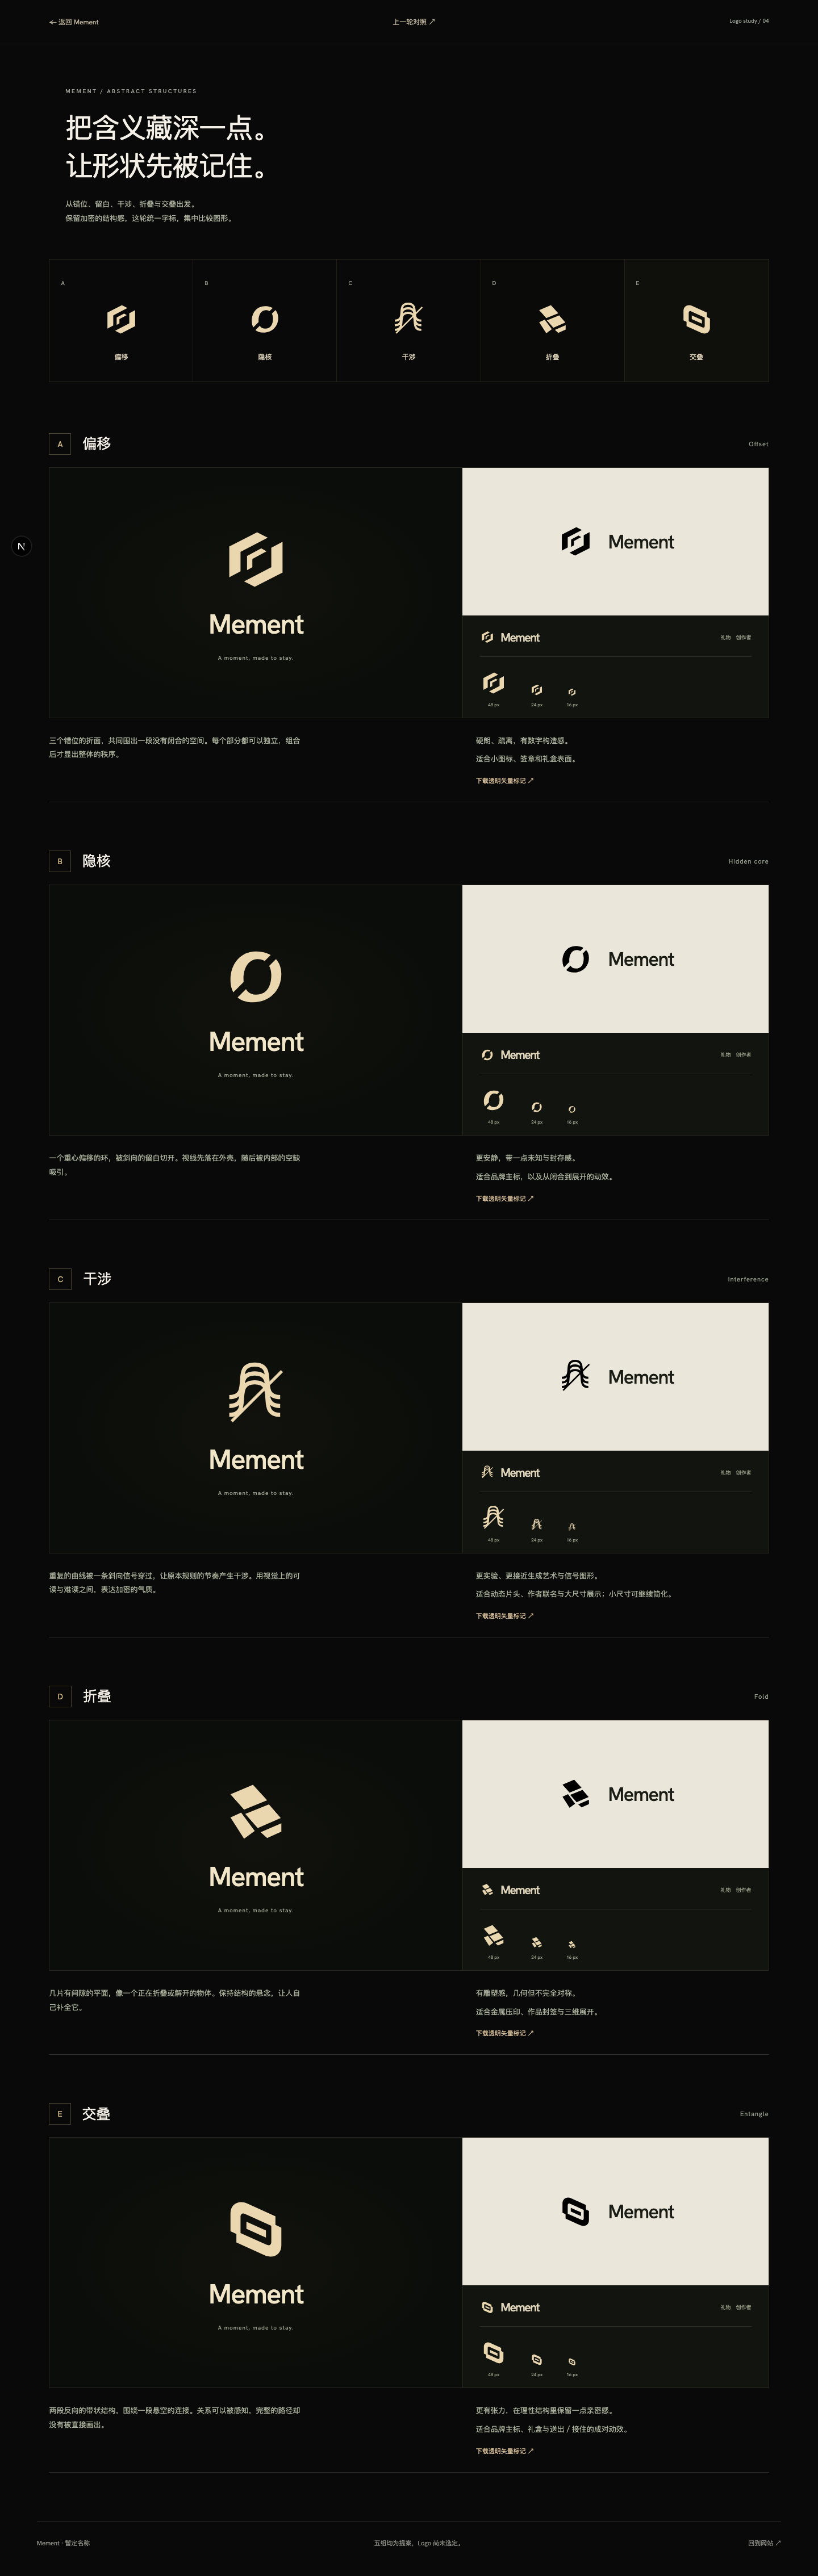 ← 返回 Mement
上一轮对照 ↗
Logo study / 04
MEMENT / ABSTRACT STRUCTURES
把含义藏深一点。
让形状先被记住。
从错位、留白、干涉、折叠与交叠出发。
保留加密的结构感，这轮统一字标，集中比较图形。
A
偏移
B
隐核
C
干涉
D
折叠
E
交叠
A
偏移
Offset
Mement
A moment, made to stay.
Mement
Mement
礼物 创作者
48 px
24 px
16 px
三个错位的折面，共同围出一段没有闭合的空间。每个部分都可以独立，组合
后才显出整体的秩序。
硬朗、疏离，有数字构造感。
适合小图标、签章和礼盒表面。
下载透明矢量标记 ↗
N
B
隐核
Hidden core
Mement
A moment, made to stay.
Mement
Mement
礼物 创作者
48 px
24 px
16 px
一个重心偏移的环，被斜向的留白切开。视线先落在外壳，随后被内部的空缺
吸引。
更安静，带一点未知与封存感。
适合品牌主标，以及从闭合到展开的动效。
下载透明矢量标记 ↗
C
干涉
Interference
Mement
A moment, made to stay.
Mement
Mement
礼物 创作者
48 px
24 px
16 px
重复的曲线被一条斜向信号穿过，让原本规则的节奏产生干涉。用视觉上的可
读与难读之间，表达加密的气质。
更实验、更接近生成艺术与信号图形。
适合动态片头、作者联名与大尺寸展示；小尺寸可继续简化。
下载透明矢量标记 ↗
D
折叠
Fold
Mement
A moment, made to stay.
Mement
Mement
礼物 创作者
48 px
24 px
16 px
几片有间隙的平面，像一个正在折叠或解开的物体。保持结构的悬念，让人自
己补全它。
有雕塑感，几何但不完全对称。
适合金属压印、作品封签与三维展开。
下载透明矢量标记 ↗
E
交叠
Entangle
Mement
A moment, made to stay.
Mement
Mement
礼物 创作者
48 px
24 px
16 px
两段反向的带状结构，围绕一段悬空的连接。关系可以被感知，完整的路径却
没有被直接画出。
更有张力，在理性结构里保留一点亲密感。
适合品牌主标、礼盒与送出 / 接住的成对动效。
下载透明矢量标记 ↗
Mement · 暂定名称
五组均为提案，Logo 尚未选定。
回到网站 ↗